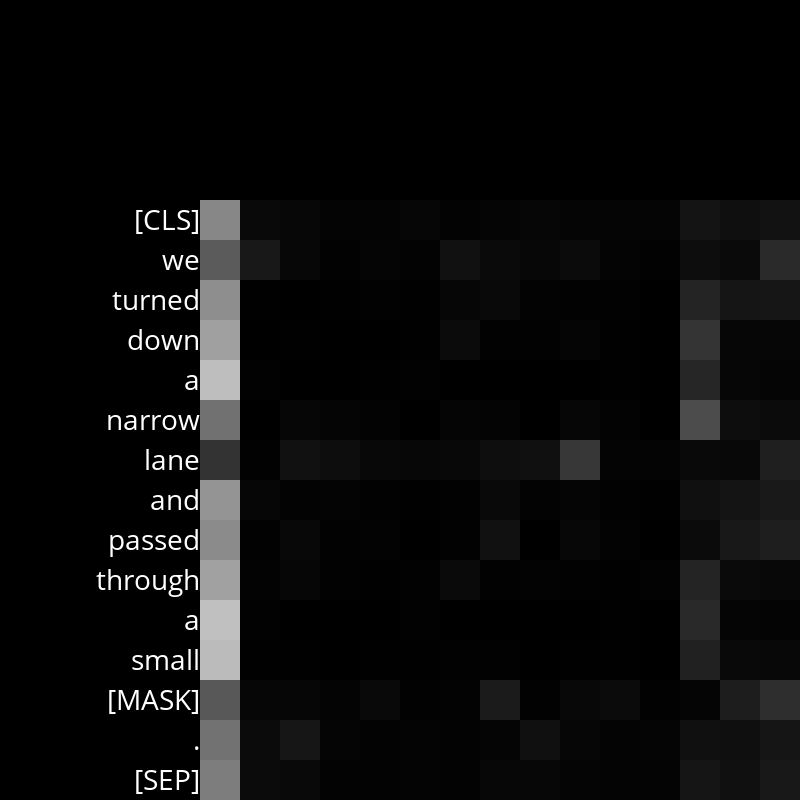 [CLS]
we
turned
down
a
narrow
lane
and
passed
through
a
small
[MASK]
.
[SEP]